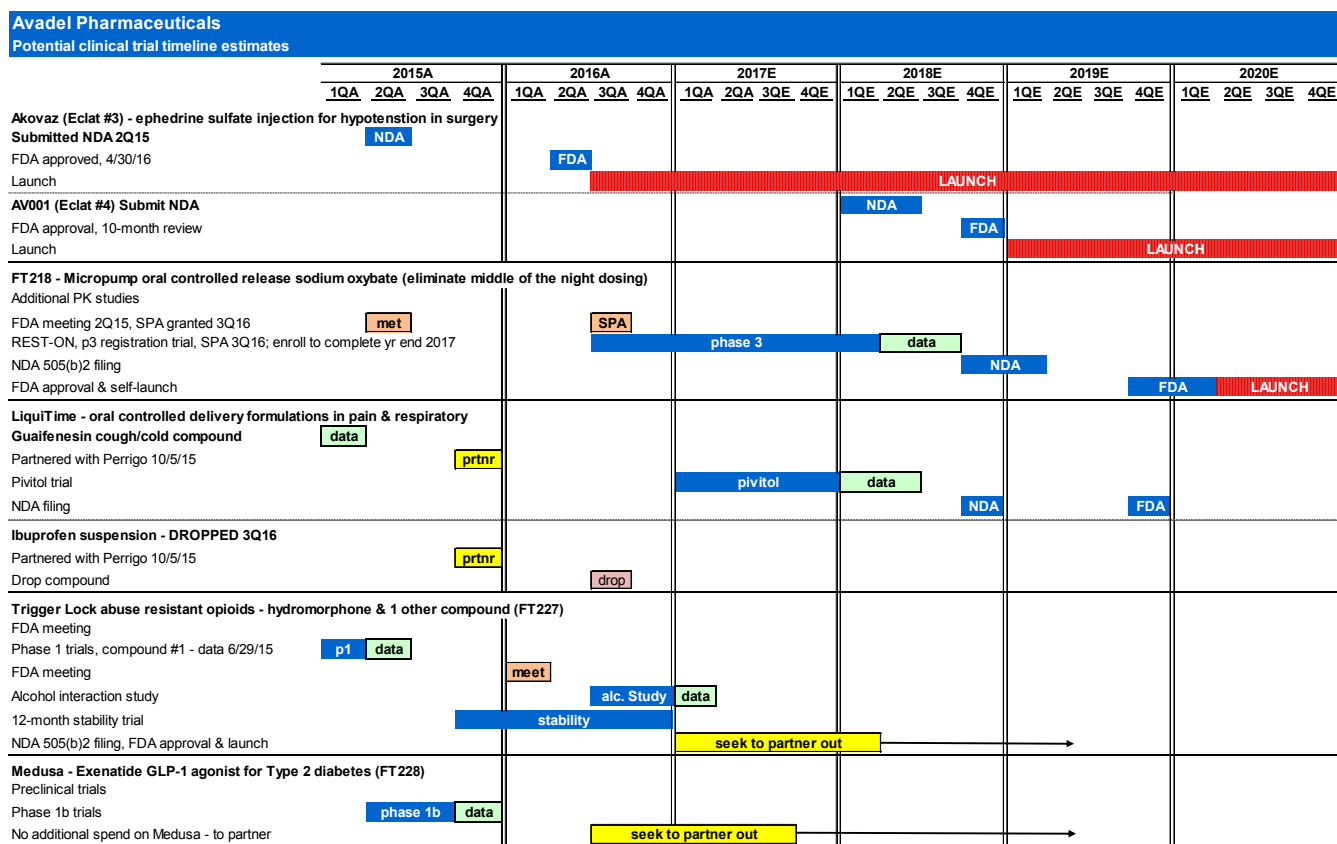 Avadel Pharmaceuticals
Potential clinical trial timeline estimates
2015A 2016A 2017E 2018E 2019E 2020E
1QA 2QA 3QA 4QA 1QA 2QA 3QA 4QA 1QA 2QA 3QE 4QE 1QE 2QE 3QE 4QE 1QE 2QE 3QE 4QE 1QE 2QE 3QE 4QE
Akovaz (Eclat #3) - ephedrine sulfate injection for hypotenstion in surgery
Submitted NDA 2Q15 NDA
FDA approved, 4/30/16 FDA
Launch LAUNCH
AV001 (Eclat #4) Submit NDA NDA
FDA approval, 10-month review FDA
Launch LAUNCH
FT218 - Micropump oral controlled release sodium oxybate (eliminate middle of the night dosing)
Additional PK studies
FDA meeting 2Q15, SPA granted 3Q16 met SPA
REST-ON, p3 registration trial, SPA 3Q16; enroll to complete yr end 2017 phase 3 data
NDA 505(b)2 filing NDA
FDA approval & self-launch FDA LAUNCH
LiquiTime - oral controlled delivery formulations in pain & respiratory
Guaifenesin cough/cold compound data
Partnered with Perrigo 10/5/15 prtnr
Pivitol trial pivitol data
NDA filing NDA FDA
Ibuprofen suspension - DROPPED 3Q16
Partnered with Perrigo 10/5/15 prtnr
Drop compound drop
Trigger Lock abuse resistant opioids - hydromorphone & 1 other compound (FT227)
FDA meeting
Phase 1 trials, compound #1 - data 6/29/15 p1 data
FDA meeting meet
Alcohol interaction study alc. Study data
12-month stability trial stability
NDA 505(b)2 filing, FDA approval & launch seek to partner out
Medusa - Exenatide GLP-1 agonist for Type 2 diabetes (FT228)
Preclinical trials
Phase 1b trials phase 1b data
No additional spend on Medusa - to partner seek to partner out